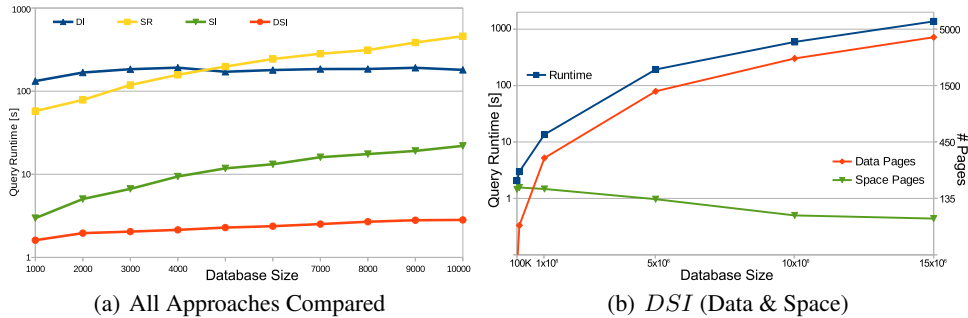 DI SR SI DSI
Query Runtime [s]
100
10
1
1000 2000 3000 4000 6000 7000 8000 9000 10000
Database Size
(a) All Approaches Compared
Query Runtime [s]
1000
100
10
1
Runtime
Data Pages
Space Pages
5000
1500
450
135
# Pages
100K 1x10⁶ 5x10⁶ 10x10⁶ 15x10⁶
Database Size
(b) DSI (Data & Space)